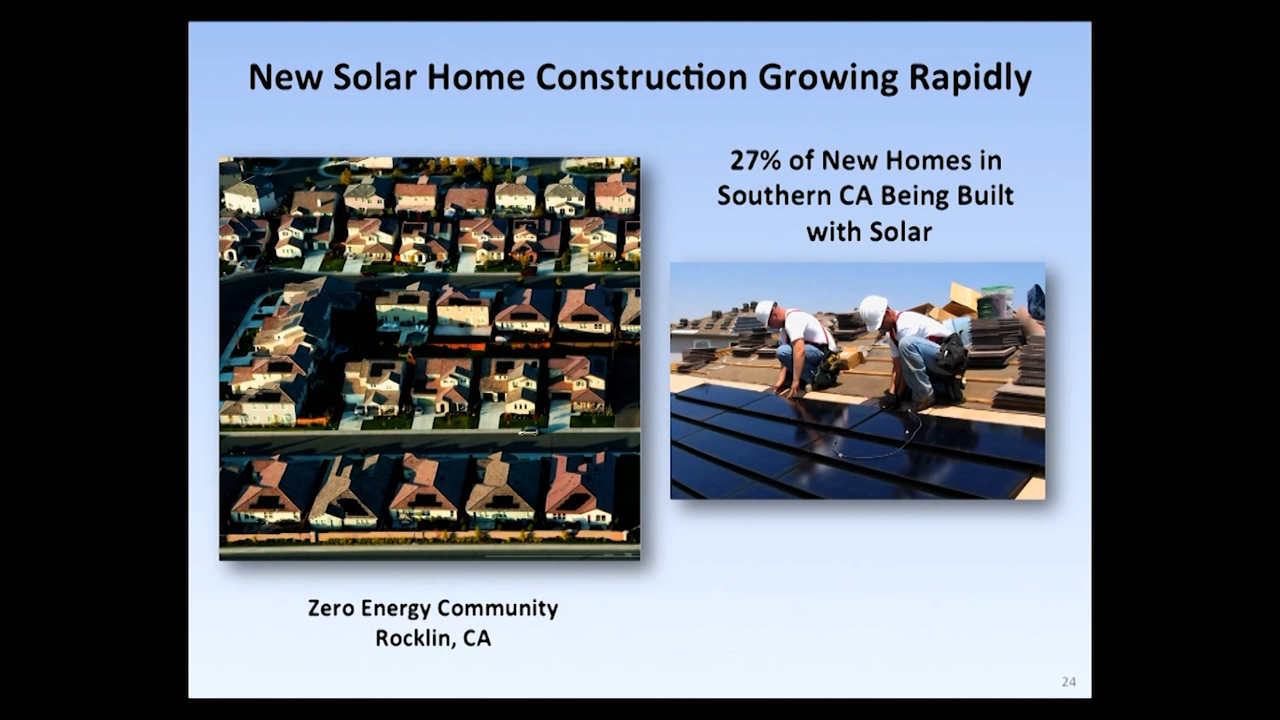 New Solar Home Construction Growing Rapidly
27% of New Homes in
Southern CA Being Built
with Solar
Zero Energy Community
Rocklin, CA
24